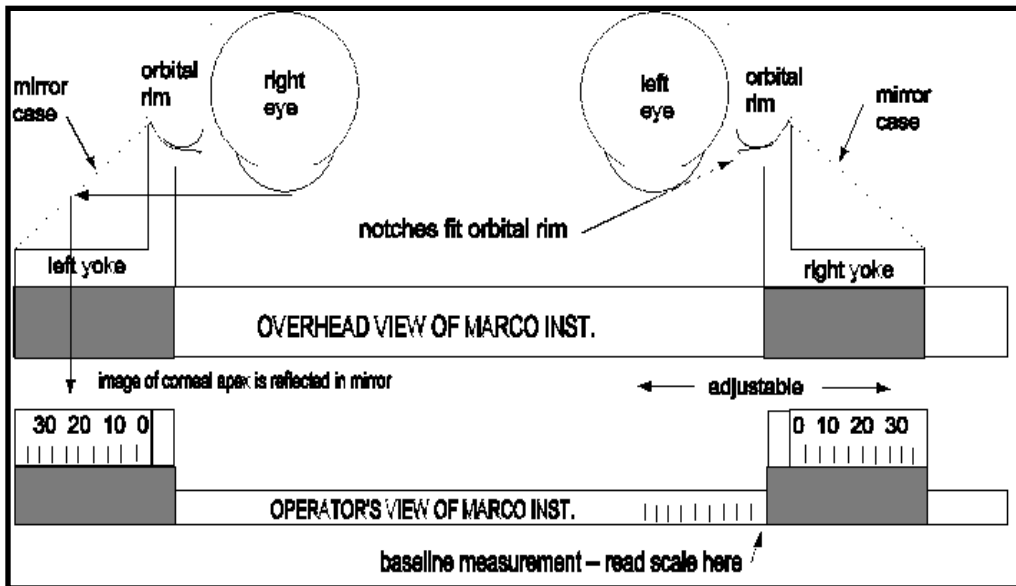 mirror
case
orbital
rim
right
eye
left
eye
orbital
rim
mirror
case
notches fit orbital rim
left yoke
right yoke
OVERHEAD VIEW OF MARCO INST.
image of corneal apex is reflected in mirror
adjustable
30 20 10 0
0 10 20 30
OPERATOR'S VIEW OF MARCO INST.
baseline measurement – read scale here